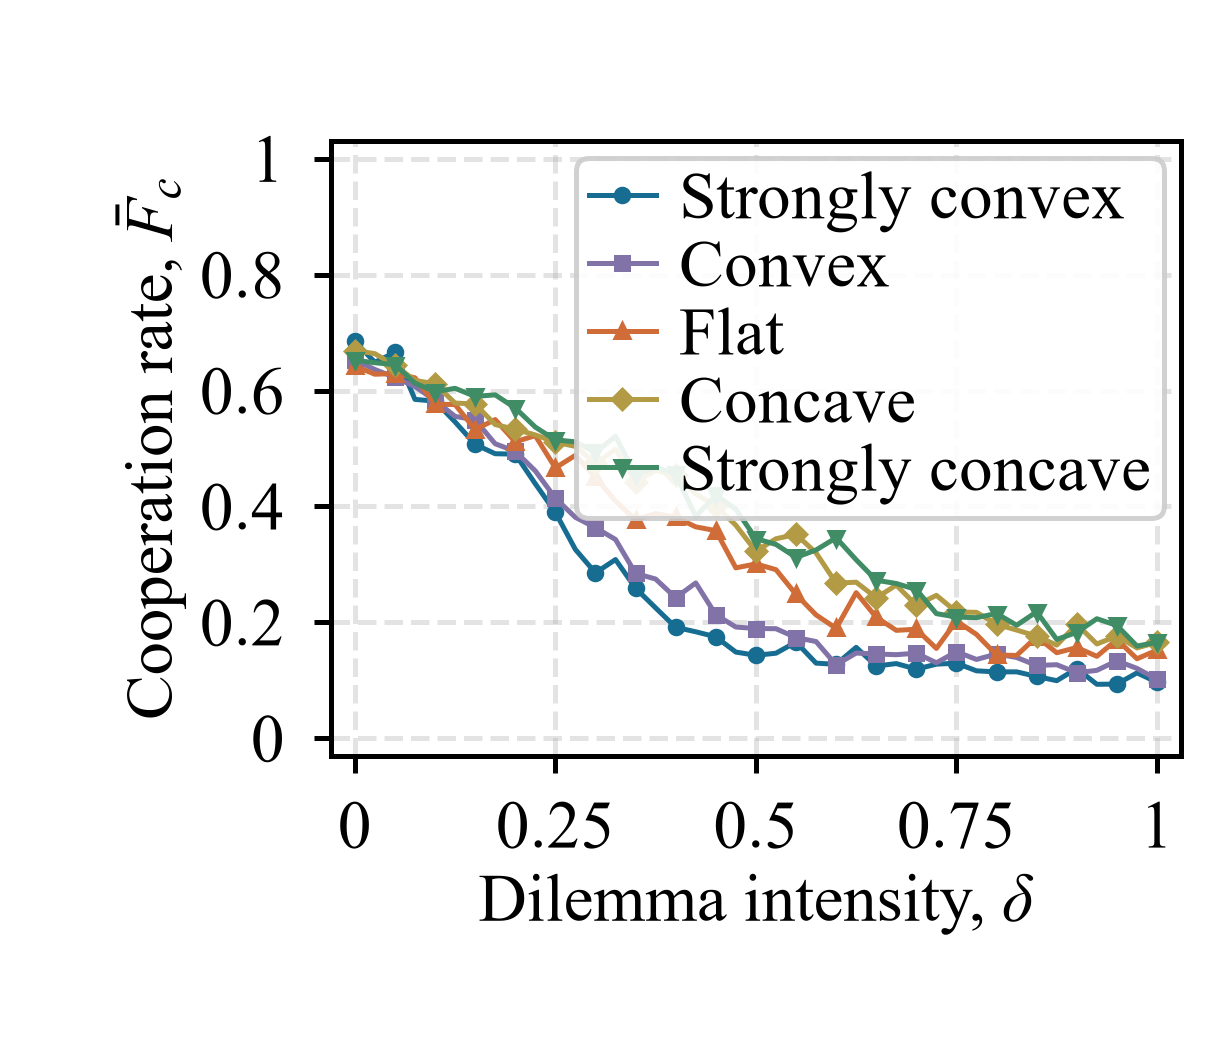 Cooperation rate, F̄c
1
0.8
0.6
0.4
0.2
0
Strongly convex
Convex
Flat
Concave
Strongly concave
0 0.25 0.5 0.75 1
Dilemma intensity, δ